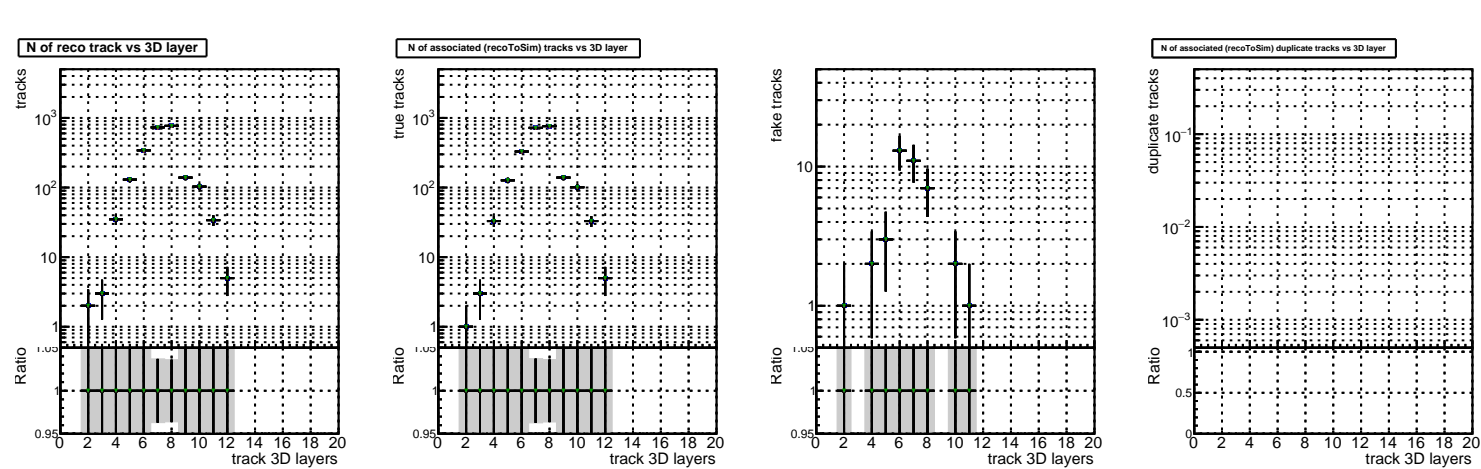 N of reco track vs 3D layer
tracks
10³
10²
10
1
Ratio
1.05
1
0.95
0 2 4 6 8 10 12 14 16 18 20
track 3D layers
N of associated (recoToSim) tracks vs 3D layer
true tracks
10³
10²
10
1
Ratio
1.05
1
0.95
0 2 4 6 8 10 12 14 16 18 20
track 3D layers
fake tracks
10
1
Ratio
1.05
1
0.95
0 2 4 6 8 10 12 14 16 18 20
track 3D layers
N of associated (recoToSim) duplicate tracks vs 3D layer
duplicate tracks
10⁻¹
10⁻²
10⁻³
Ratio
1
0.5
0
0 2 4 6 8 10 12 14 16 18 20
track 3D layers